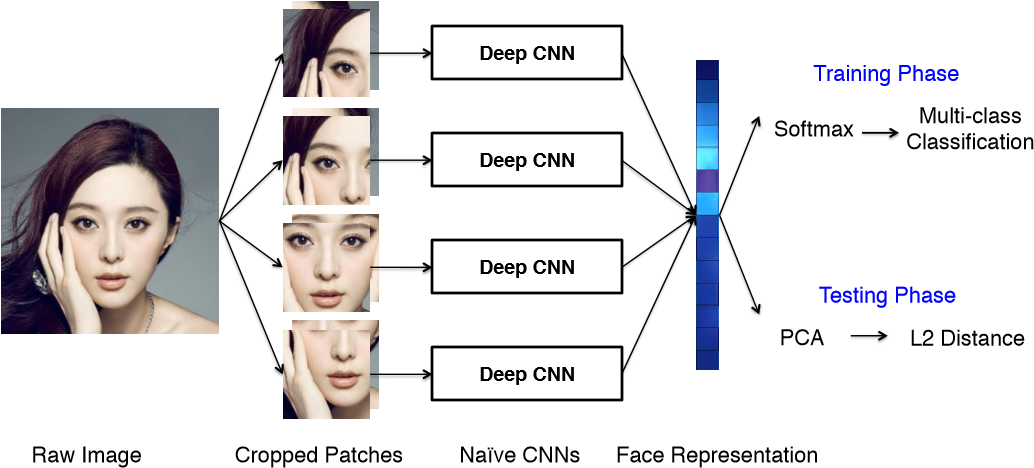 Deep CNN
Deep CNN
Deep CNN
Deep CNN
Training Phase
Softmax
Multi-class
Classification
Testing Phase
PCA
L2 Distance
Raw Image
Cropped Patches
Naïve CNNs
Face Representation